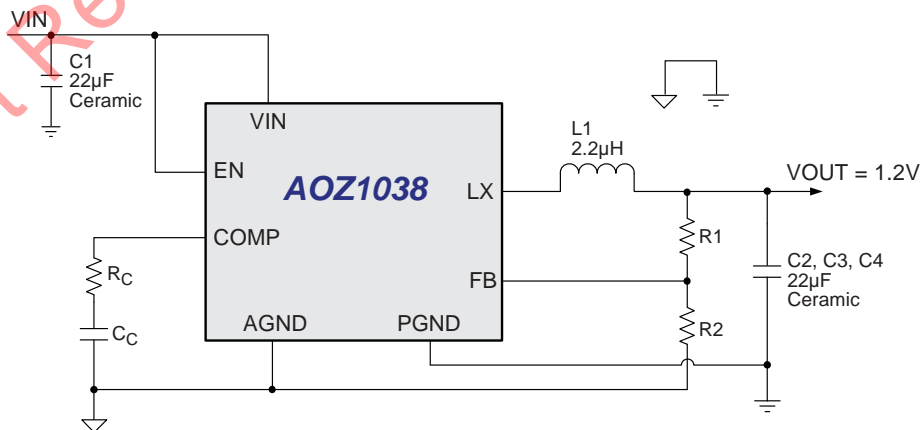 VIN
C1
22µF
Ceramic
VIN
EN
AOZ1038
LX
COMP
FB
AGND
PGND
L1
2.2µH
VOUT = 1.2V
R1
R2
C2, C3, C4
22µF
Ceramic
RC
CC